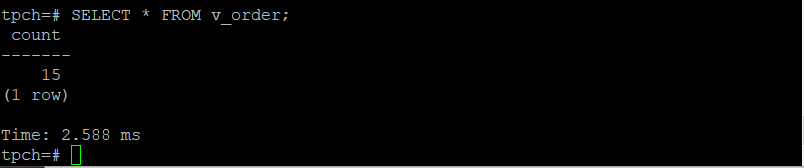 tpch=# SELECT * FROM v_order;
 count
-------
    15
(1 row)

Time: 2.588 ms
tpch=#